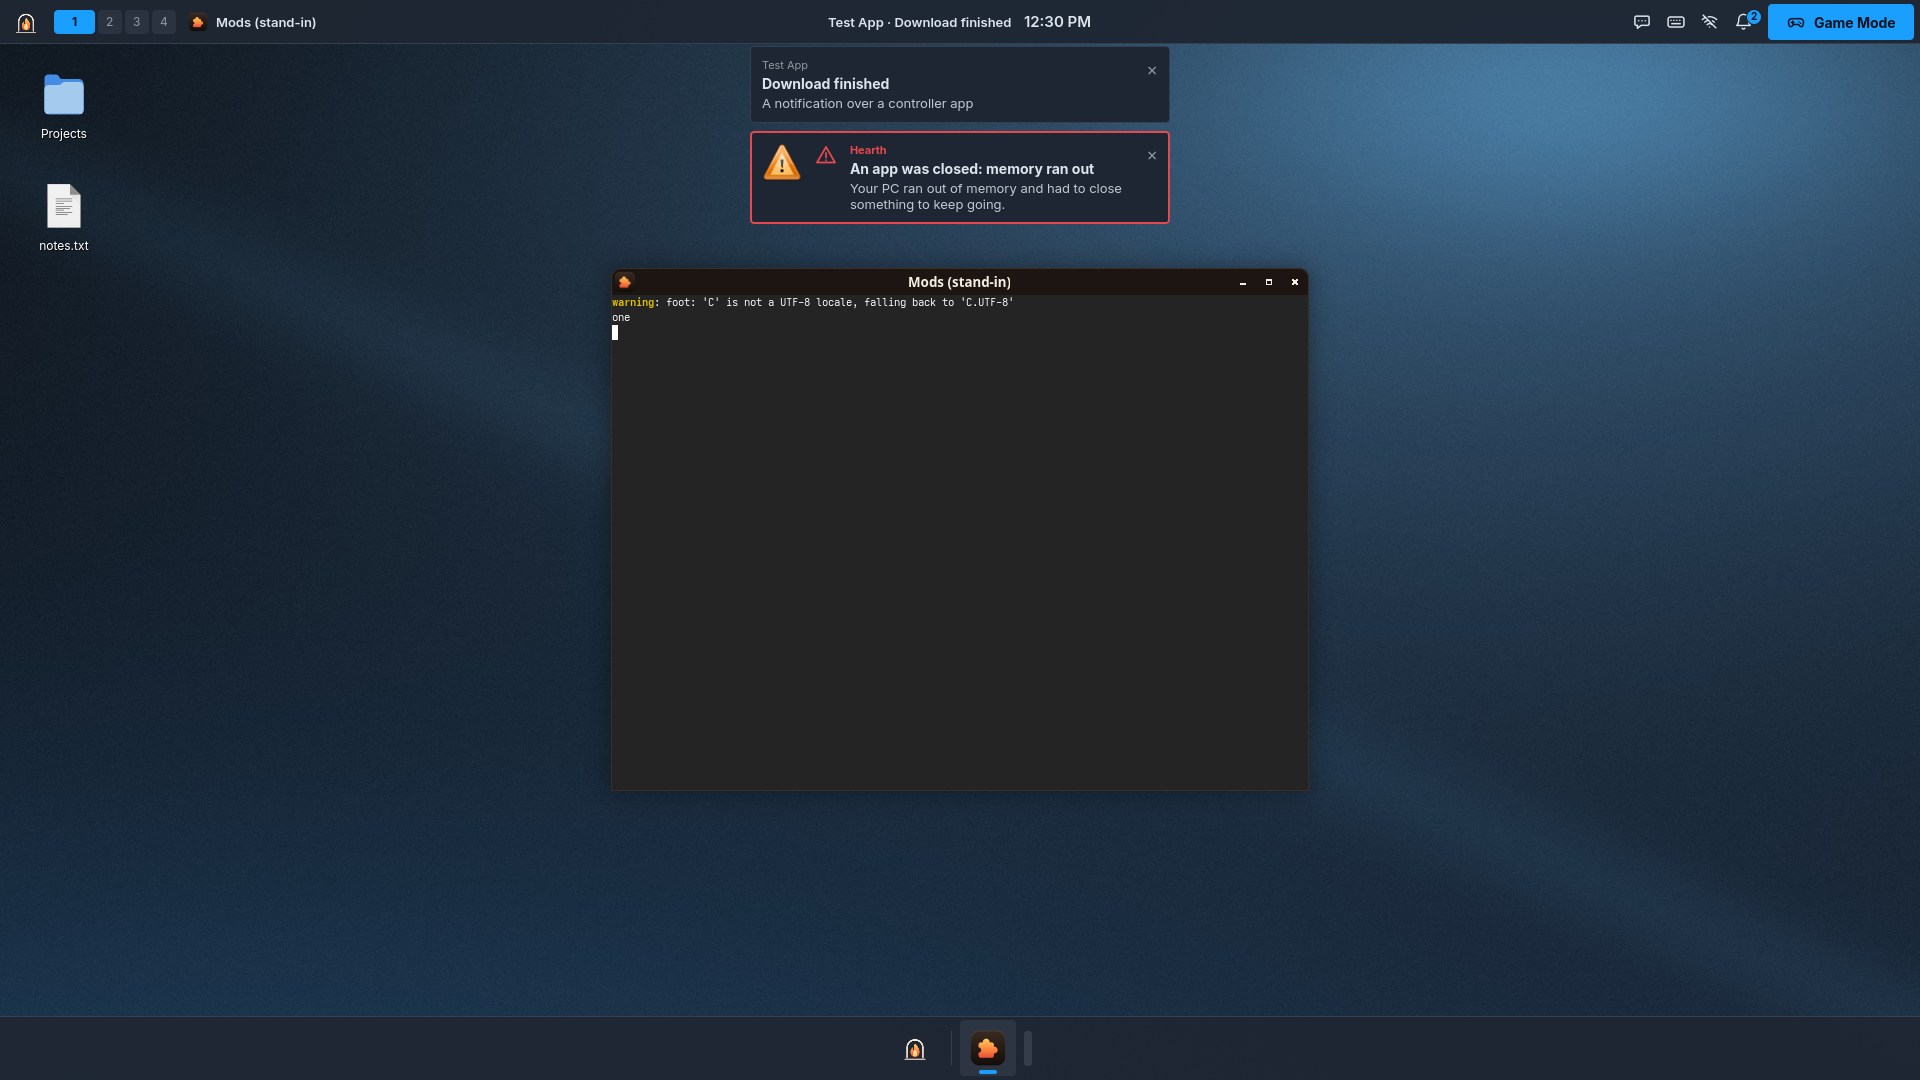 1 2 3 4 Mods (stand-in)
Test App · Download finished 12:30 PM
2
Game Mode
Test App
Download finished
A notification over a controller app
Hearth
An app was closed: memory ran out
Your PC ran out of memory and had to close
something to keep going.
Projects
notes.txt
Mods (stand-in)
warning: foot: 'C' is not a UTF-8 locale, falling back to 'C.UTF-8'
one